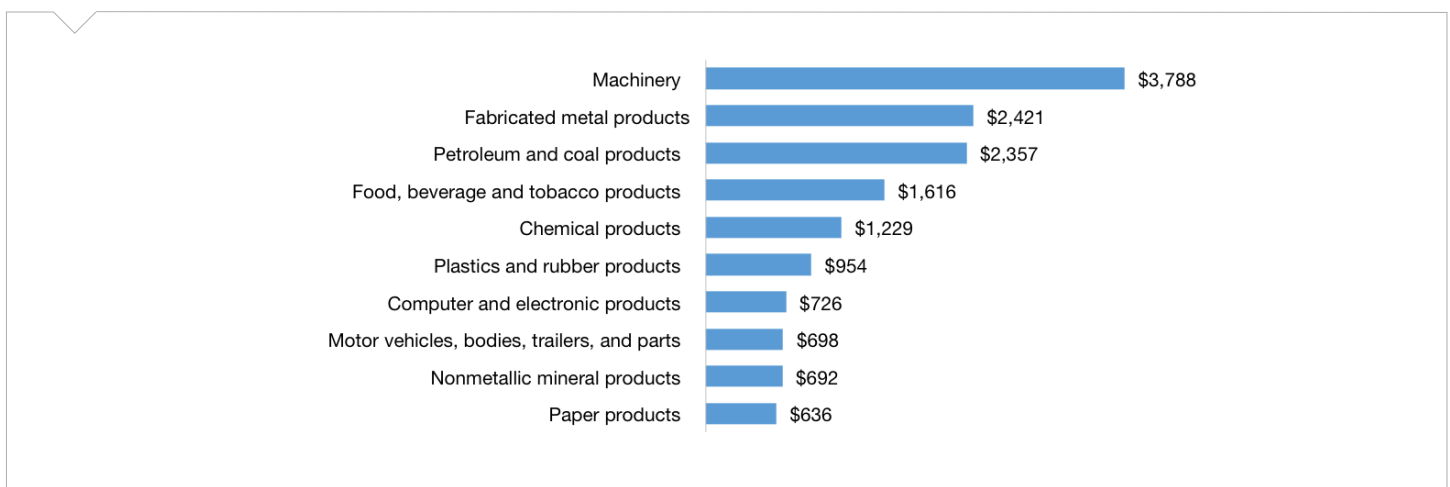 Machinery $3,788
Fabricated metal products $2,421
Petroleum and coal products $2,357
Food, beverage and tobacco products $1,616
Chemical products $1,229
Plastics and rubber products $954
Computer and electronic products $726
Motor vehicles, bodies, trailers, and parts $698
Nonmetallic mineral products $692
Paper products $636